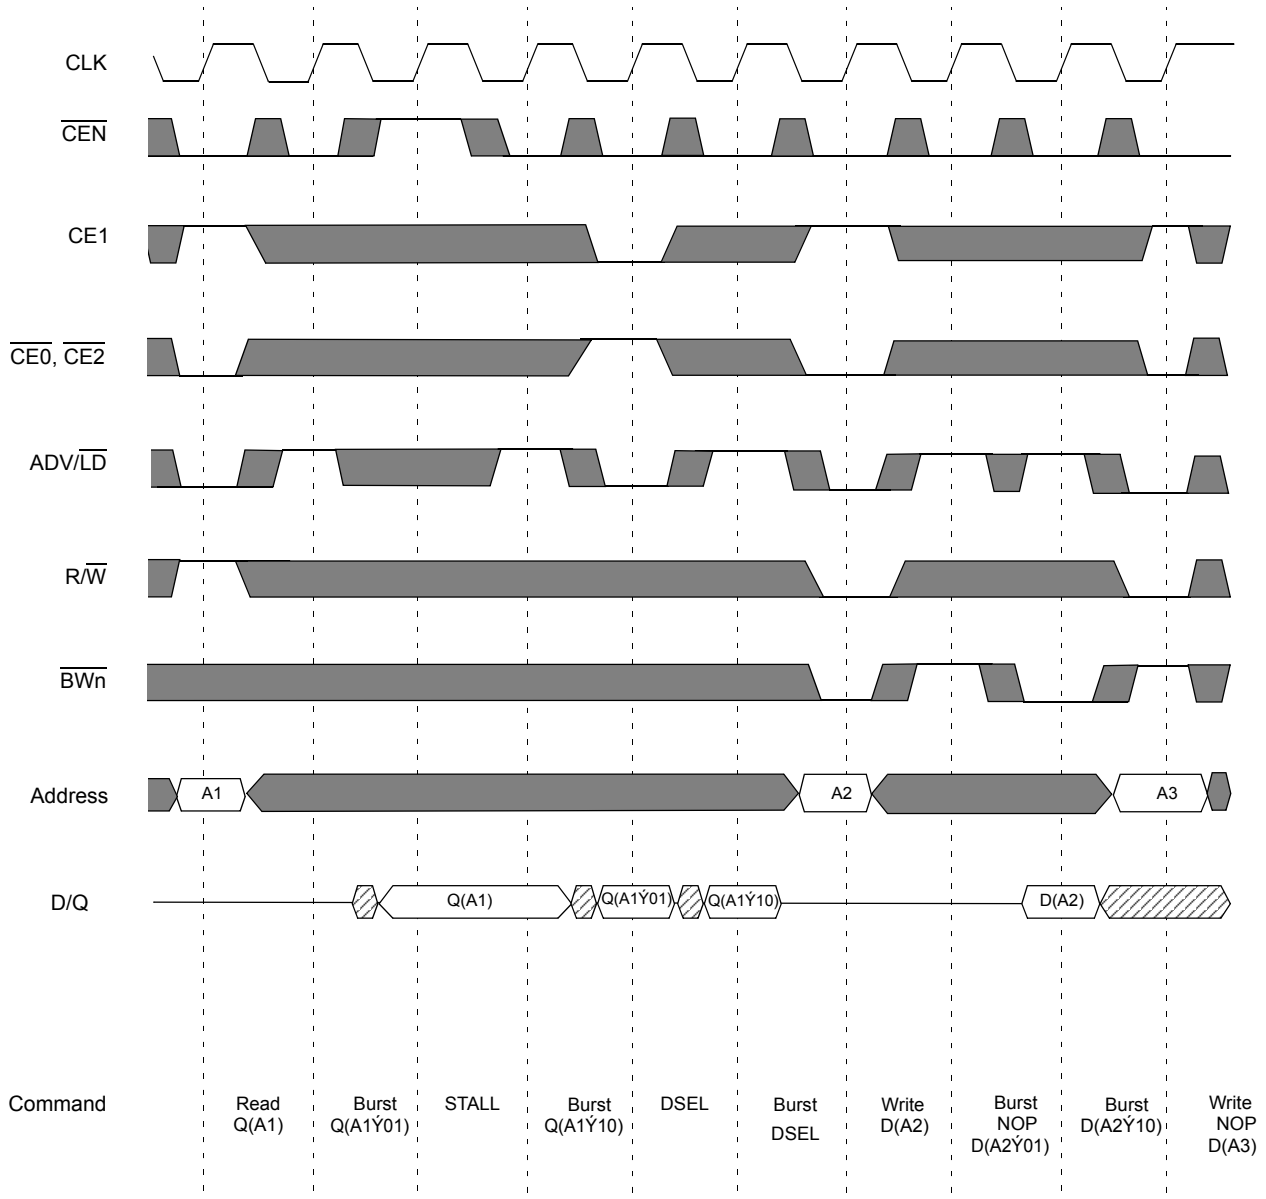 CLK
CEN
CE1
CE0, CE2
ADV/LD
R/W
BWn
Address
A1
A2
A3
D/Q
Q(A1)
Q(A1Ý01)
Q(A1Ý10)
D(A2)
Command
Read
Q(A1)
Burst
Q(A1Ý01)
STALL
Burst
Q(A1Ý10)
DSEL
Burst
DSEL
Write
D(A2)
Burst
NOP
D(A2Ý01)
Burst
D(A2Ý10)
Write
NOP
D(A3)